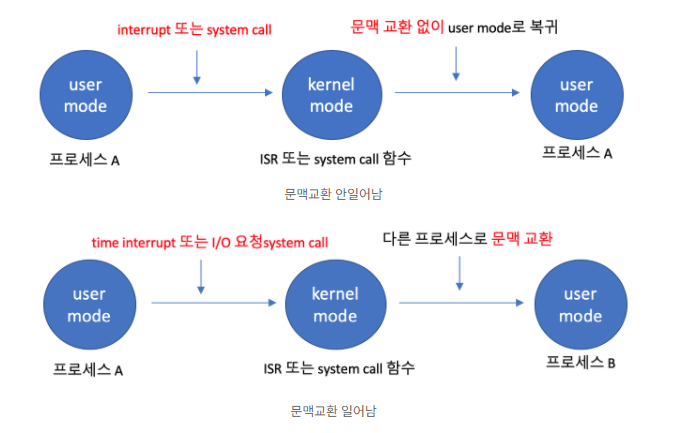 interrupt 또는 system call
문맥 교환 없이 user mode로 복귀
user
mode
kernel
mode
user
mode
프로세스 A
ISR 또는 system call 함수
프로세스 A
문맥교환 안일어남
time interrupt 또는 I/O 요청system call
다른 프로세스로 문맥 교환
user
mode
kernel
mode
user
mode
프로세스 A
ISR 또는 system call 함수
프로세스 B
문맥교환 일어남